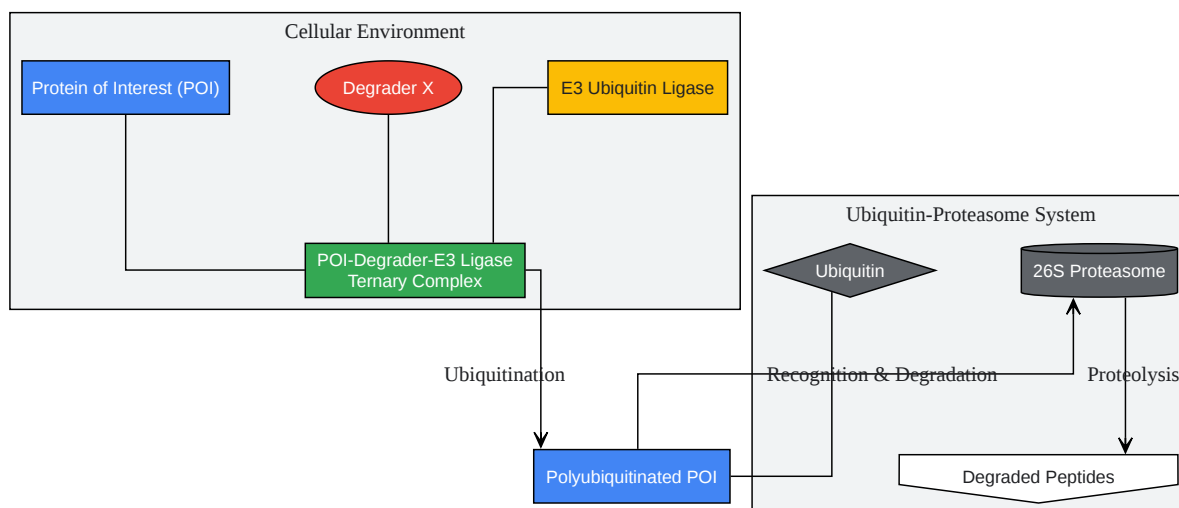 Cellular Environment
Protein of Interest (POI)
Degrader X
E3 Ubiquitin Ligase
Ubiquitin-Proteasome System
POI-Degrader-E3 Ligase
Ternary Complex
Ubiquitin
26S Proteasome
Ubiquitination
Recognition & Degradation
Proteolysis
Polyubiquitinated POI
Degraded Peptides